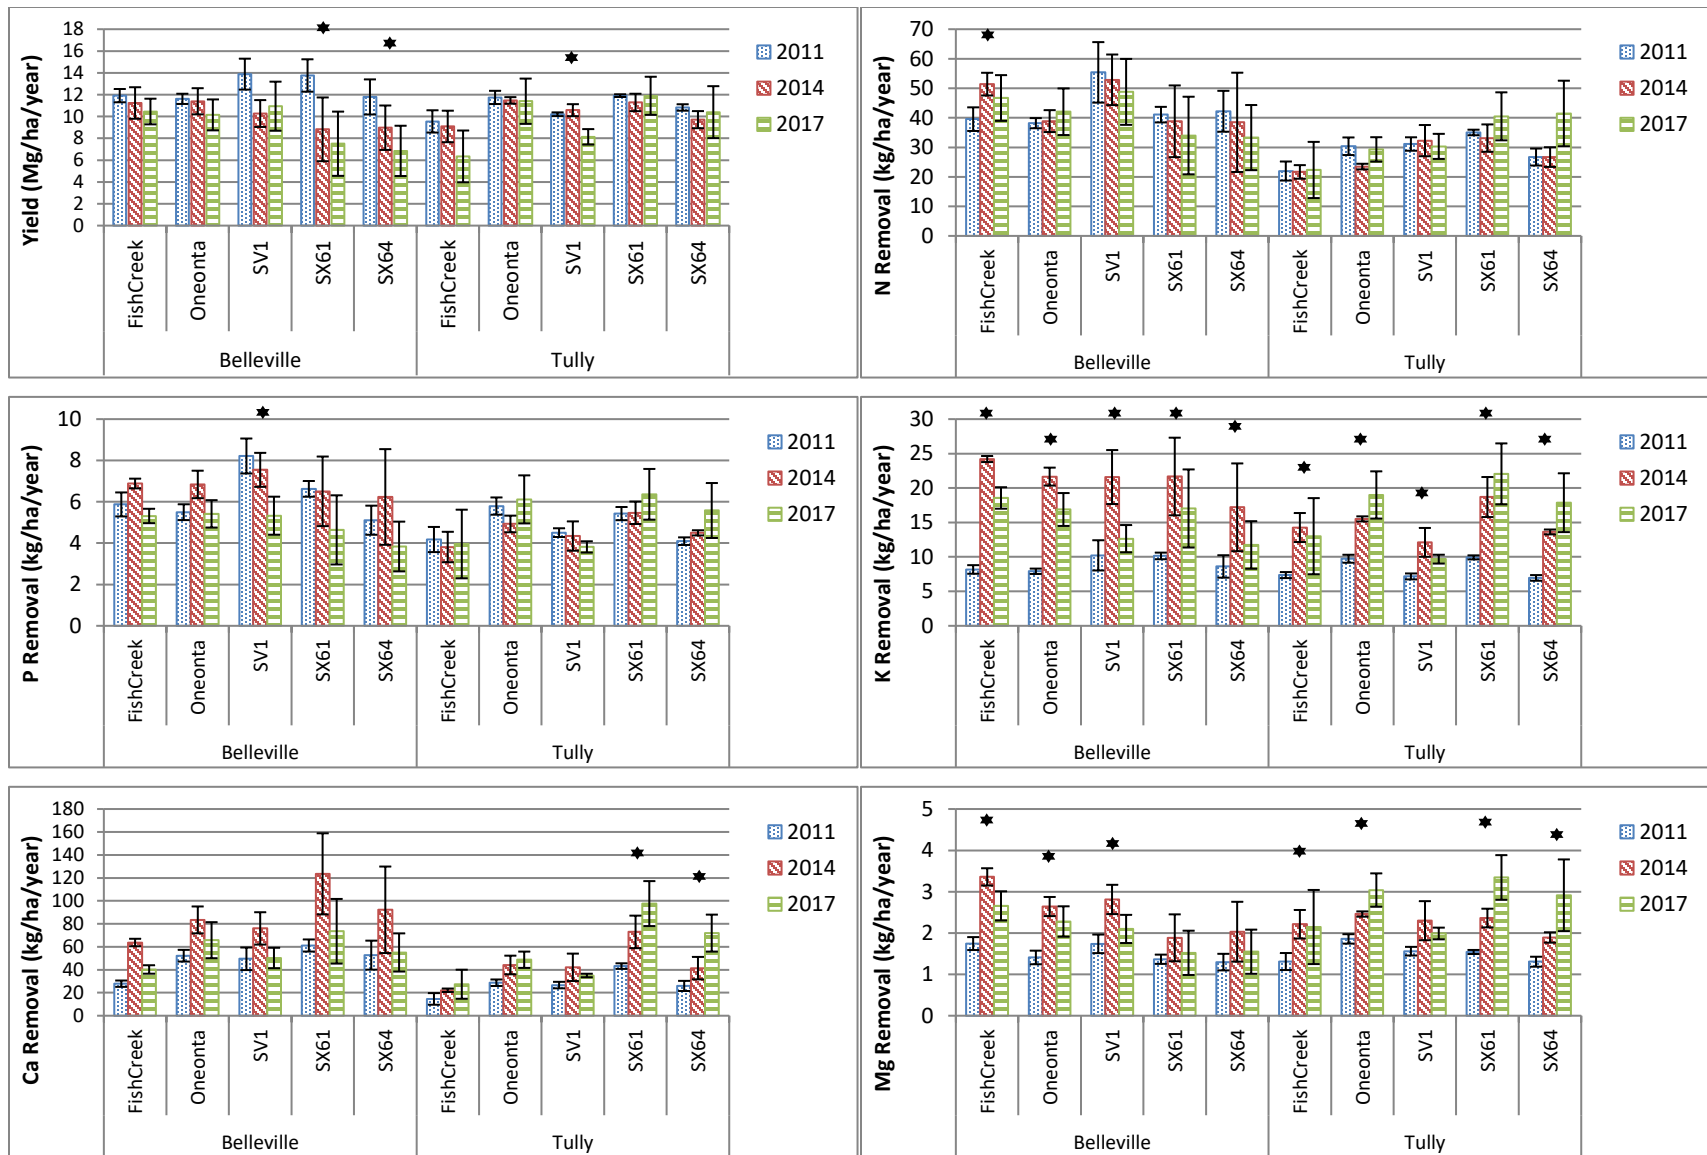 Yield (Mg/ha/year)
18
16
14
12
10
8
6
4
2
0
FishCreek
Oneonta
SV1
SX61
SX64
FishCreek
Oneonta
SV1
SX61
SX64
Belleville
Tully
2011
2014
2017
N Removal (kg/ha/year)
70
60
50
40
30
20
10
0
FishCreek
Oneonta
SV1
SX61
SX64
FishCreek
Oneonta
SV1
SX61
SX64
Belleville
Tully
2011
2014
2017
P Removal (kg/ha/year)
10
8
6
4
2
0
FishCreek
Oneonta
SV1
SX61
SX64
FishCreek
Oneonta
SV1
SX61
SX64
Belleville
Tully
2011
2014
2017
K Removal (kg/ha/year)
30
25
20
15
10
5
0
FishCreek
Oneonta
SV1
SX61
SX64
FishCreek
Oneonta
SV1
SX61
SX64
Belleville
Tully
2011
2014
2017
Ca Removal (kg/ha/year)
180
160
140
120
100
80
60
40
20
0
FishCreek
Oneonta
SV1
SX61
SX64
FishCreek
Oneonta
SV1
SX61
SX64
Belleville
Tully
2011
2014
2017
Mg Removal (kg/ha/year)
5
4
3
2
1
0
FishCreek
Oneonta
SV1
SX61
SX64
FishCreek
Oneonta
SV1
SX61
SX64
Belleville
Tully
2011
2014
2017